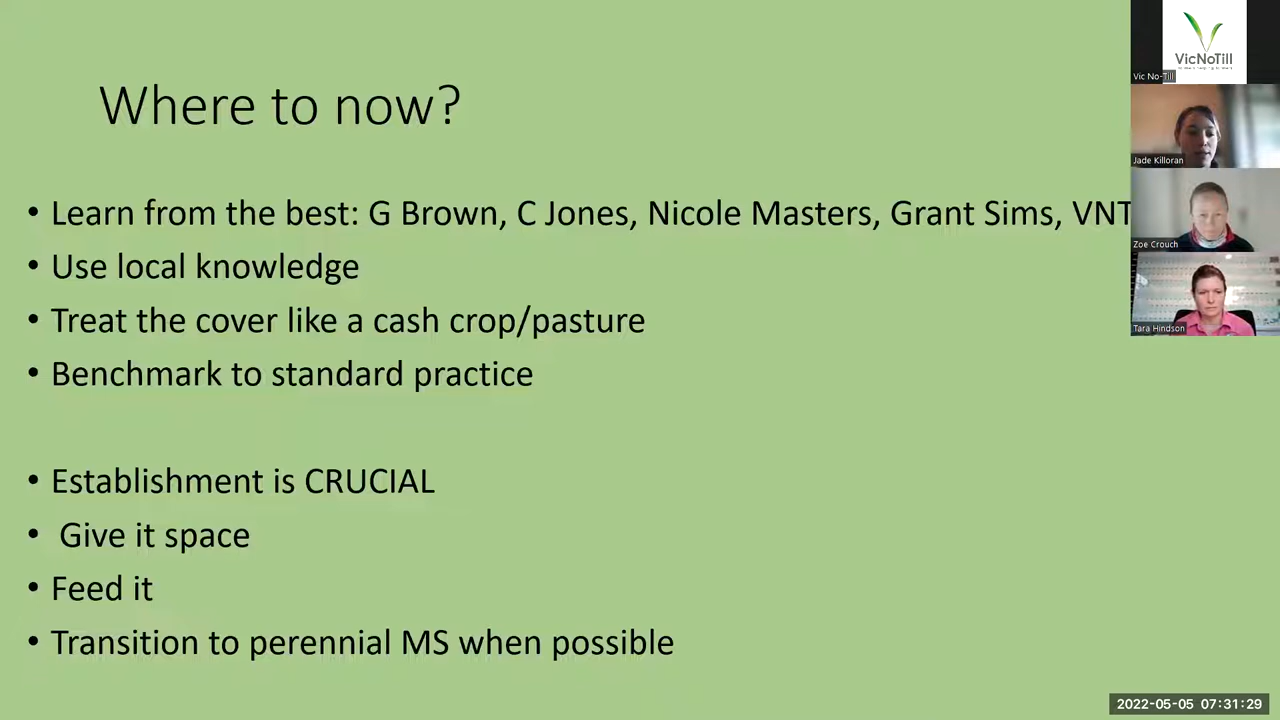 Where to now?
• Learn from the best: G Brown, C Jones, Nicole Masters, Grant Sims, VNT
• Use local knowledge
• Treat the cover like a cash crop/pasture
• Benchmark to standard practice
• Establishment is CRUCIAL
• Give it space
• Feed it
• Transition to perennial MS when possible
VicNoTill
Vic No-Till
Jade Killoran
Zoe Crouch
Tara Hindson
2022-05-05 07:31:29